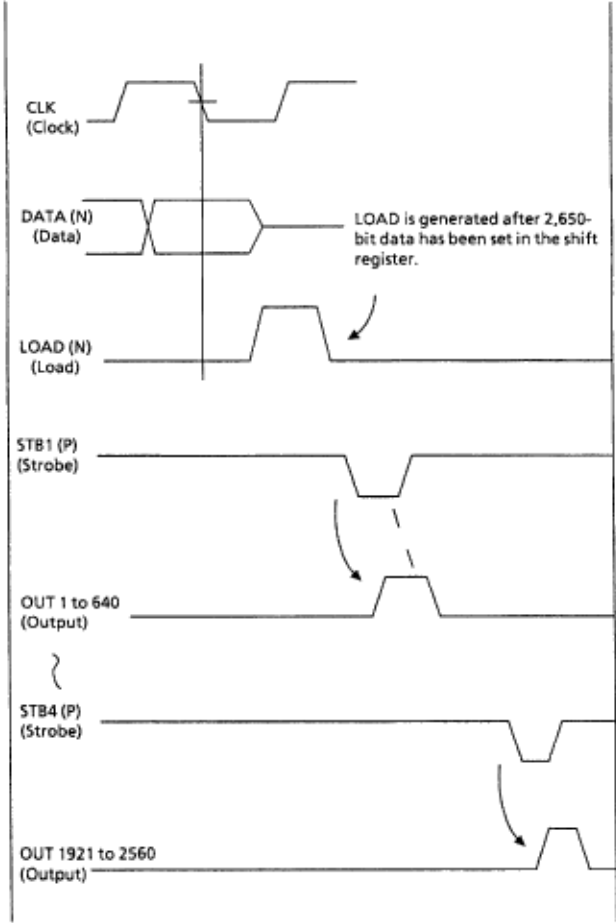 CLK
(Clock)
DATA (N)
(Data)
LOAD is generated after 2,650-
bit data has been set in the shift
register.
LOAD (N)
(Load)
STB1 (P)
(Strobe)
OUT 1 to 640
(Output)
STB4 (P)
(Strobe)
OUT 1921 to 2560
(Output)